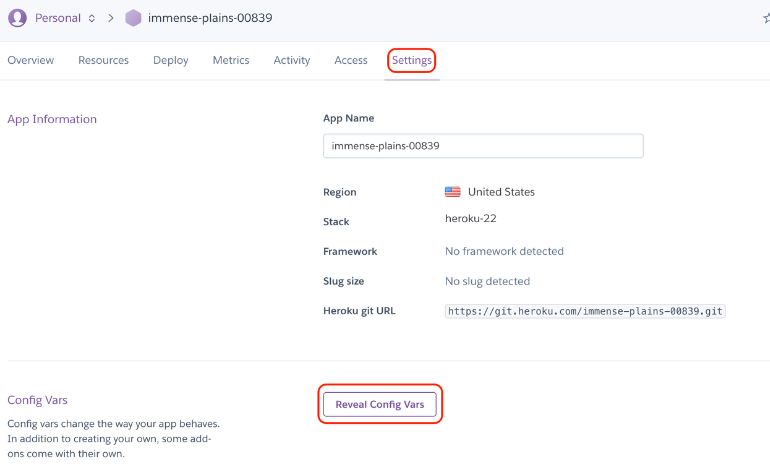 Personal immense-plains-00839
Overview Resources Deploy Metrics Activity Access Settings
App Information
App Name
immense-plains-00839
Region United States
Stack heroku-22
Framework No framework detected
Slug size No slug detected
Heroku git URL https://git.heroku.com/immense-plains-00839.git
Config Vars
Config vars change the way your app behaves.
In addition to creating your own, some add-
ons come with their own.
Reveal Config Vars